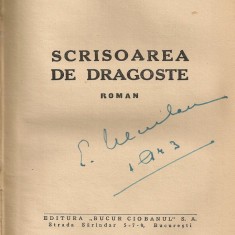 SCRISOAREA
DE DRAGOSTE
ROMAN
E.
1943
EDITURA "BUCUR CIOBANUL" S. A.
Strada Sărindar 5-7-9, București